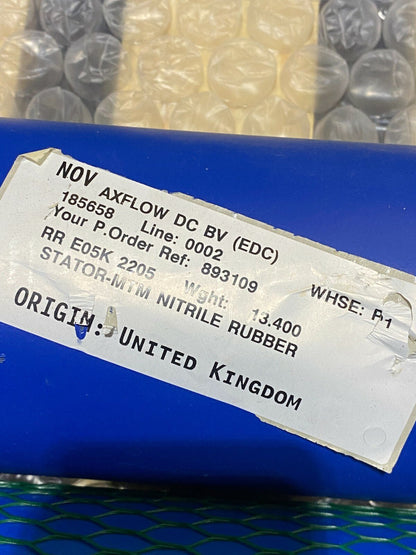 NOV AXFLOW DC BV (EDC)
185658 Line: 0002
Your P.Order Ref: 893109 WHSE: R1
RR E05K 2205 Wght: 13.400
STATOR-MTM NITRILE RUBBER
ORIGIN: UNITED KINGDOM